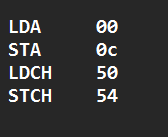 LDA 00
STA 0c
LDCH 50
STCH 54